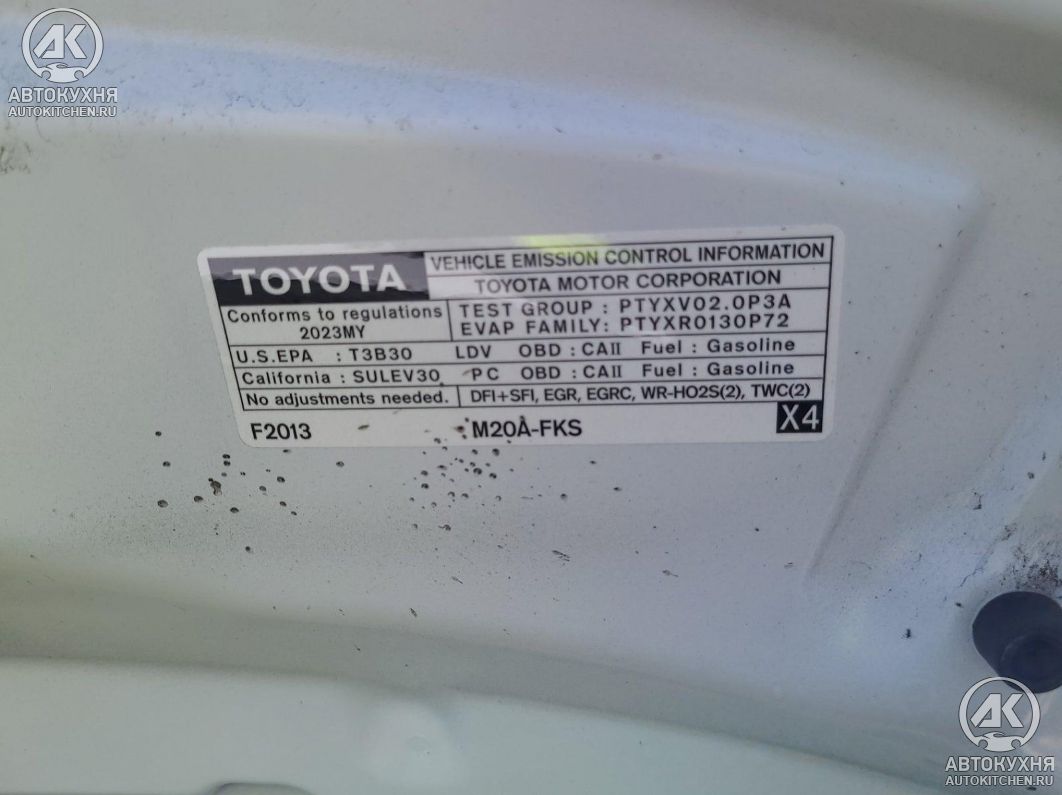 АК
АВТОКУХНЯ
AUTOKITCHEN.RU
TOYOTA
VEHICLE EMISSION CONTROL INFORMATION
TOYOTA MOTOR CORPORATION
Conforms to regulations
2023MY
TEST GROUP : PTYXV02.0P3A
EVAP FAMILY: PTYXR0130P72
U.S.EPA : T3B30 LDV OBD : CAII Fuel : Gasoline
California : SULEV30 PC OBD : CAII Fuel : Gasoline
No adjustments needed. DFI+SFI, EGR, EGRC, WR-HO2S(2), TWC(2)
F2013 M20A-FKS X4
АК
АВТОКУХНЯ
AUTOKITCHEN.RU